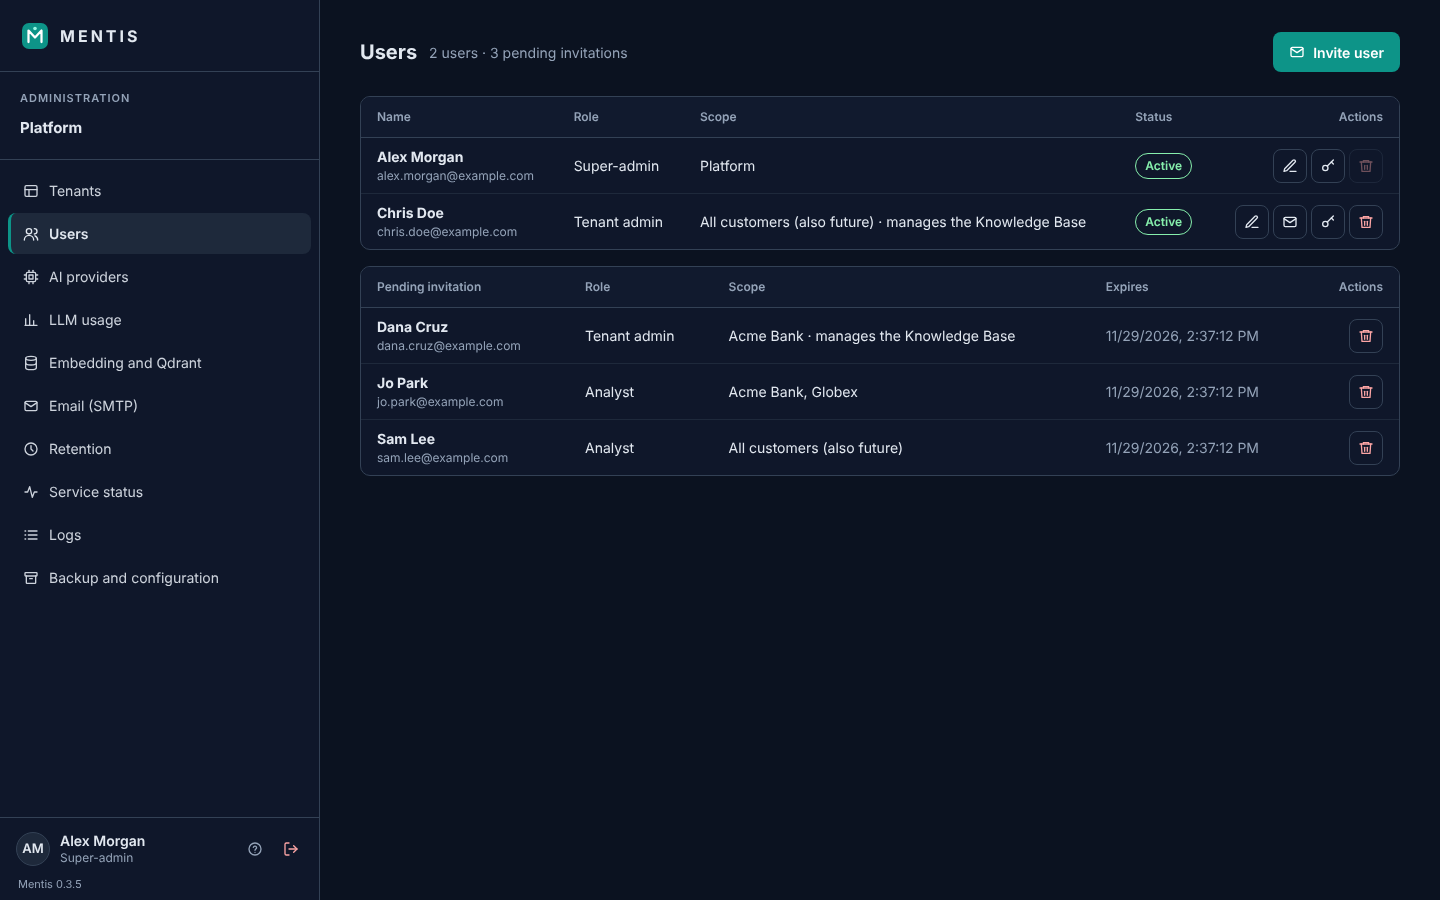 MENTIS
ADMINISTRATION
Platform
Tenants
Users
AI providers
LLM usage
Embedding and Qdrant
Email (SMTP)
Retention
Service status
Logs
Backup and configuration
AM
Alex Morgan
Super-admin
Mentis 0.3.5
Users 2 users · 3 pending invitations
Invite user
Name Role Scope Status Actions
Alex Morgan
alex.morgan@example.com
Super-admin Platform Active
Chris Doe
chris.doe@example.com
Tenant admin All customers (also future) · manages the Knowledge Base Active
Pending invitation Role Scope Expires Actions
Dana Cruz
dana.cruz@example.com
Tenant admin Acme Bank · manages the Knowledge Base 11/29/2026, 2:37:12 PM
Jo Park
jo.park@example.com
Analyst Acme Bank, Globex 11/29/2026, 2:37:12 PM
Sam Lee
sam.lee@example.com
Analyst All customers (also future) 11/29/2026, 2:37:12 PM